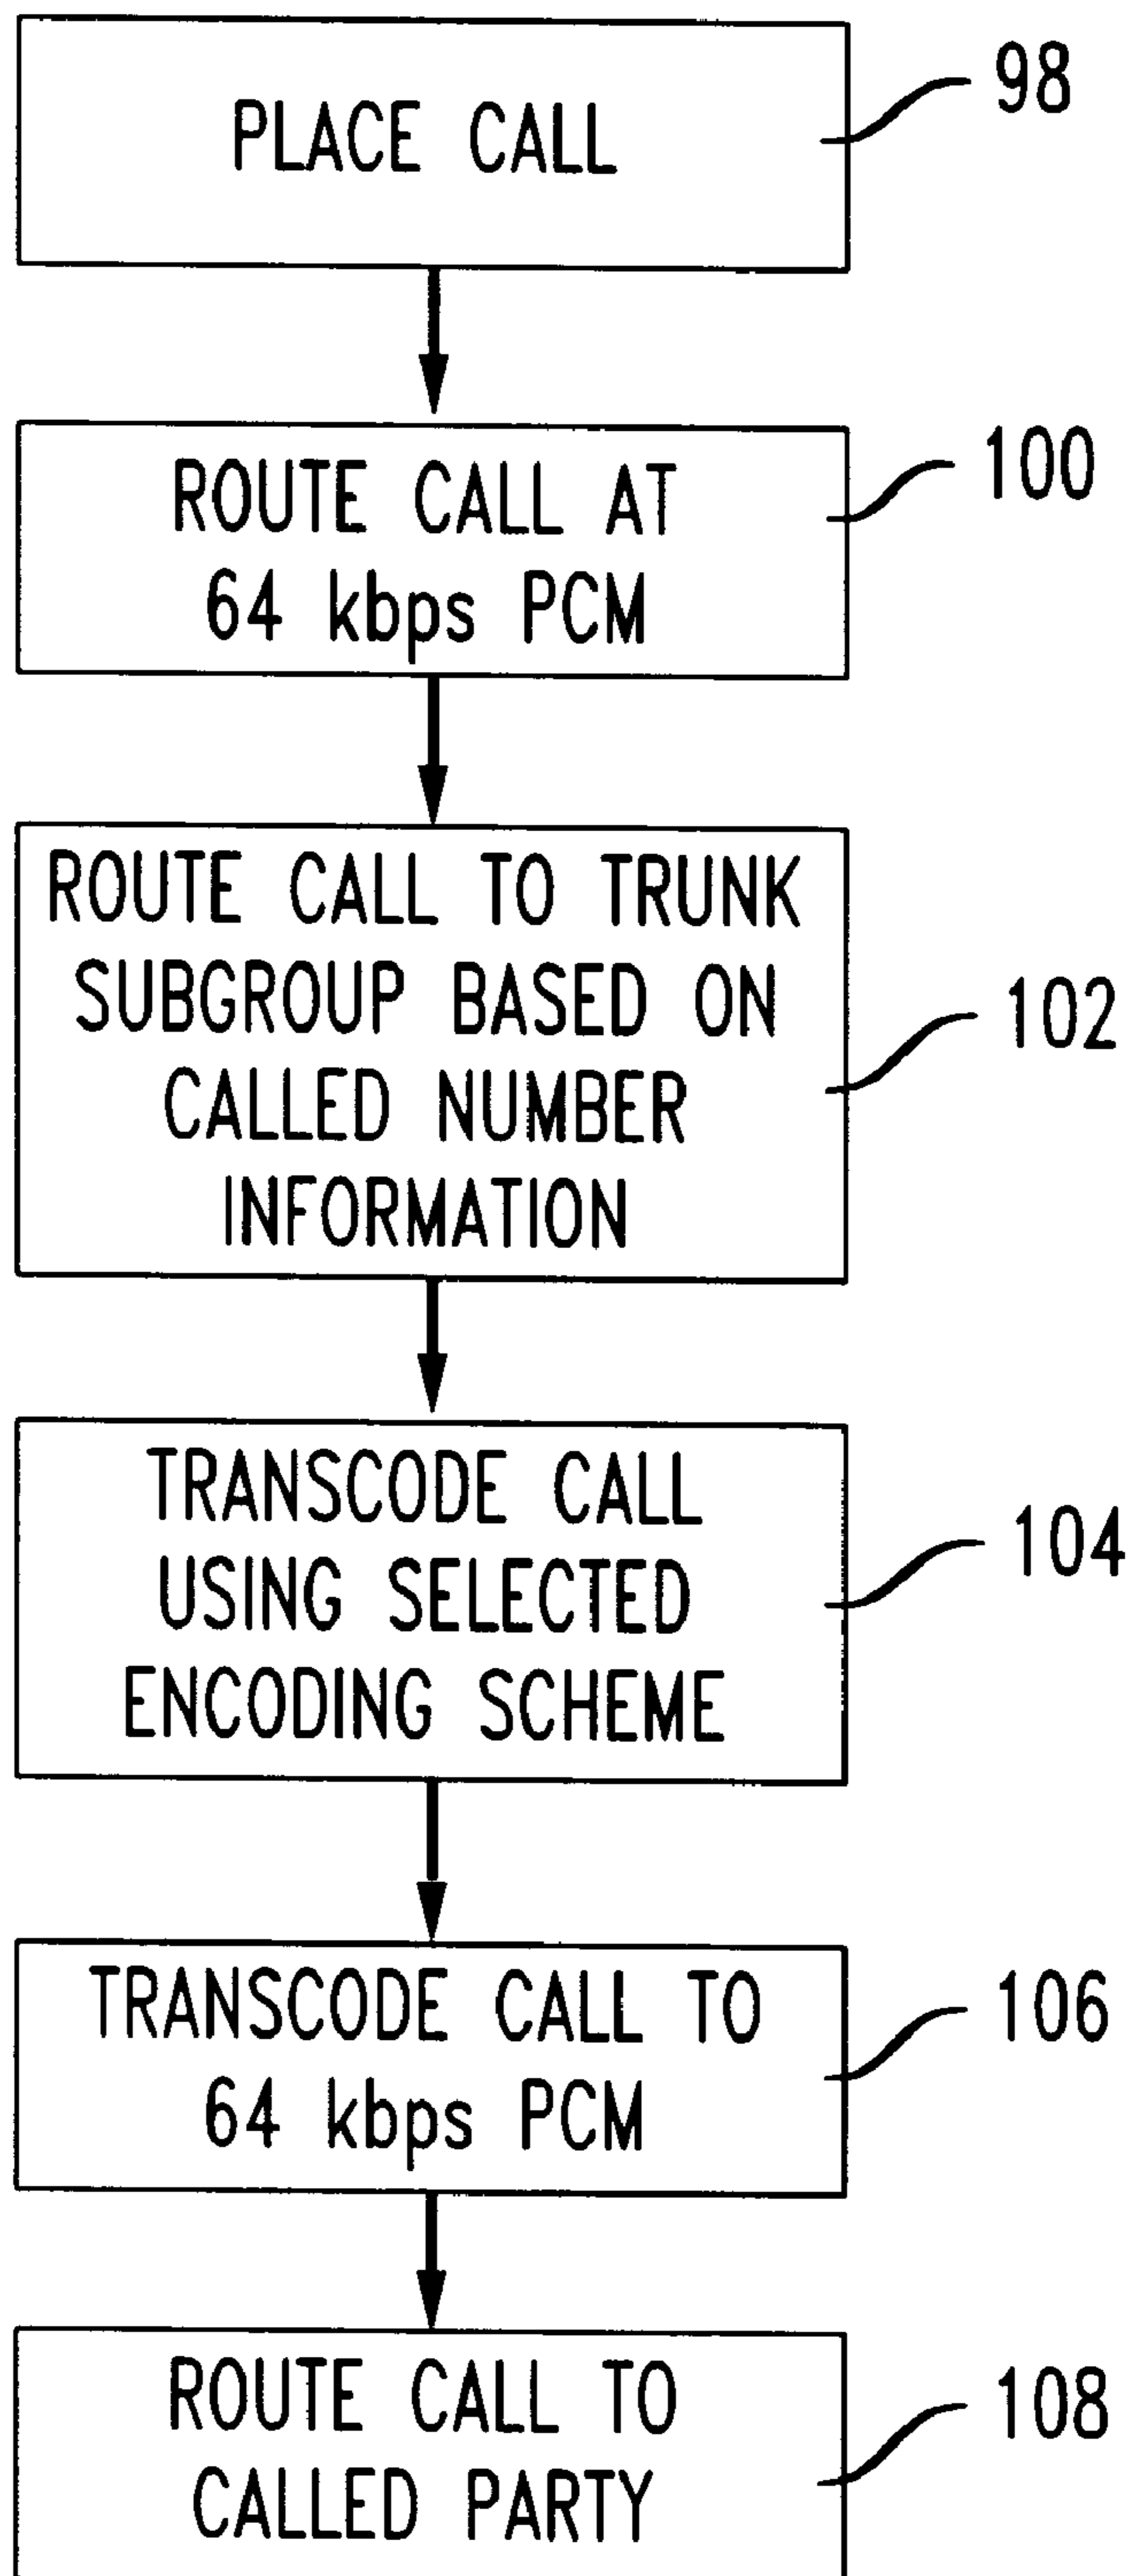 PLACE CALL
98
ROUTE CALL AT
64 kbps PCM
100
ROUTE CALL TO TRUNK
SUBGROUP BASED ON
CALLED NUMBER
INFORMATION
102
TRANSCODE CALL
USING SELECTED
ENCODING SCHEME
104
TRANSCODE CALL TO
64 kbps PCM
106
ROUTE CALL TO
CALLED PARTY
108